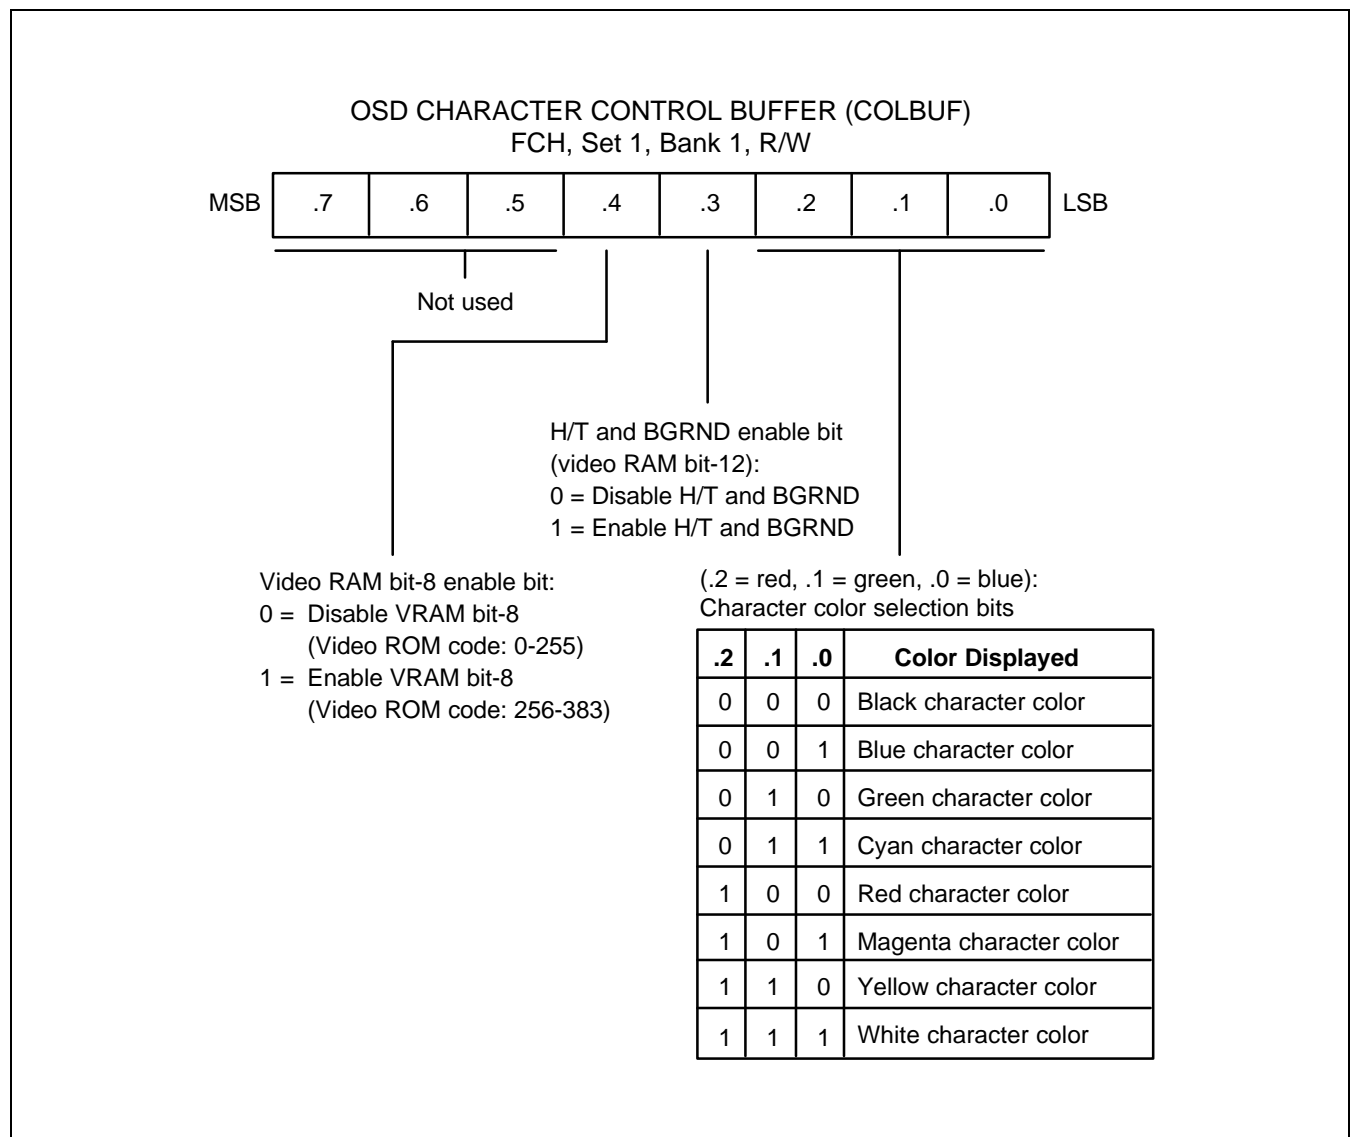 OSD CHARACTER CONTROL BUFFER (COLBUF)
FCH, Set 1, Bank 1, R/W
MSB .7 .6 .5 .4 .3 .2 .1 .0 LSB
Not used
H/T and BGRND enable bit
(video RAM bit-12):
0 = Disable H/T and BGRND
1 = Enable H/T and BGRND
Video RAM bit-8 enable bit:
0 = Disable VRAM bit-8
(Video ROM code: 0-255)
1 = Enable VRAM bit-8
(Video ROM code: 256-383)
(.2 = red, .1 = green, .0 = blue):
Character color selection bits
.2 .1 .0 Color Displayed
0 0 0 Black character color
0 0 1 Blue character color
0 1 0 Green character color
0 1 1 Cyan character color
1 0 0 Red character color
1 0 1 Magenta character color
1 1 0 Yellow character color
1 1 1 White character color